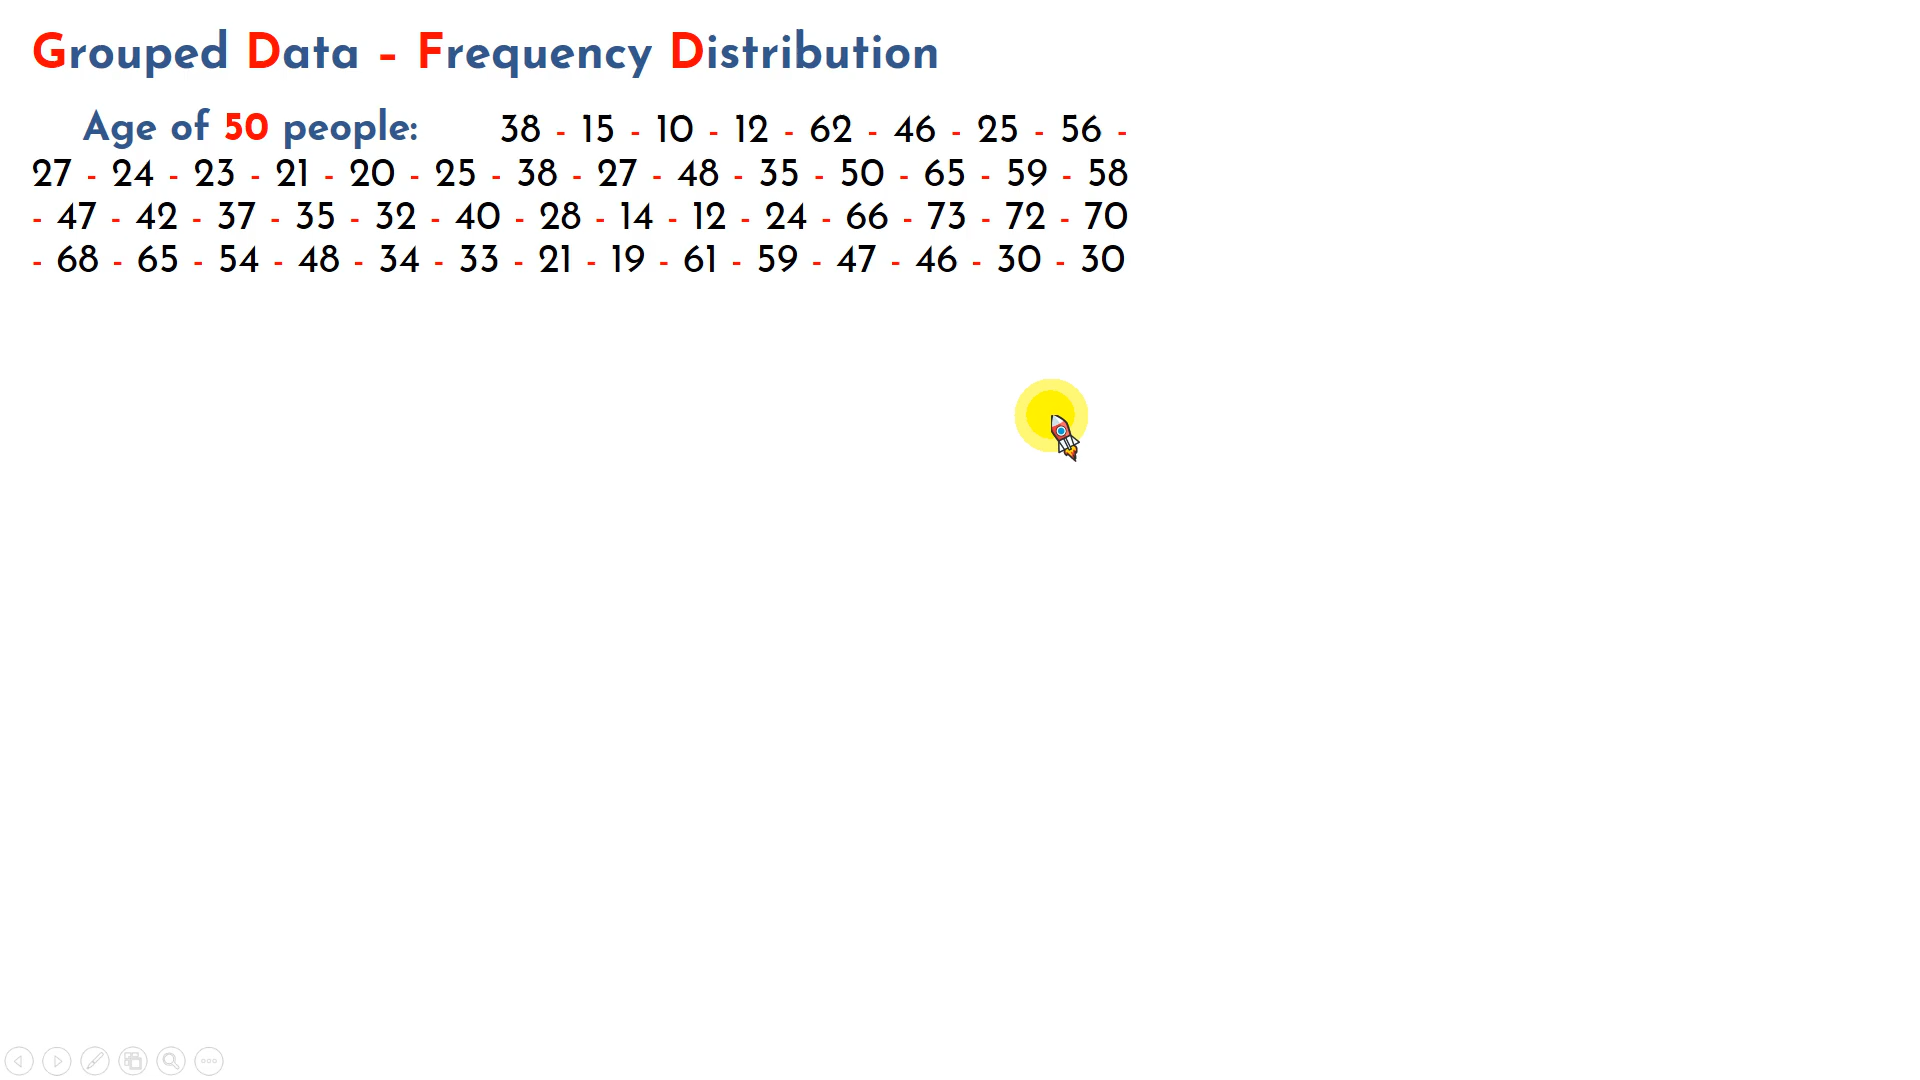 Grouped Data - Frequency Distribution
Age of 50 people: 38 - 15 - 10 - 12 - 62 - 46 - 25 - 56 -
27 - 24 - 23 - 21 - 20 - 25 - 38 - 27 - 48 - 35 - 50 - 65 - 59 - 58
- 47 - 42 - 37 - 35 - 32 - 40 - 28 - 14 - 12 - 24 - 66 - 73 - 72 - 70
- 68 - 65 - 54 - 48 - 34 - 33 - 21 - 19 - 61 - 59 - 47 - 46 - 30 - 30